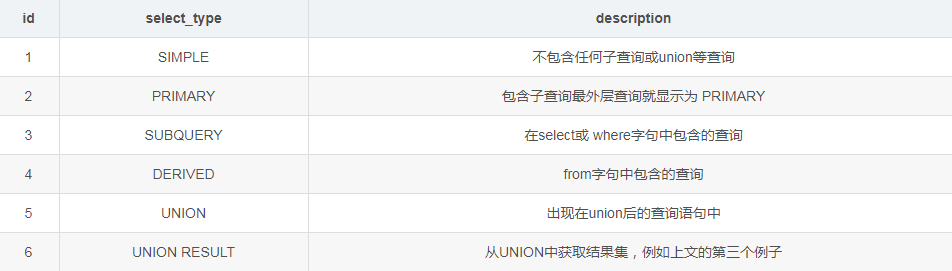 id select_type description
1 SIMPLE 不包含任何子查询或union等查询
2 PRIMARY 包含子查询最外层查询就显示为 PRIMARY
3 SUBQUERY 在select或 where字句中包含的查询
4 DERIVED from字句中包含的查询
5 UNION 出现在union后的查询语句中
6 UNION RESULT 从UNION中获取结果集，例如上文的第三个例子